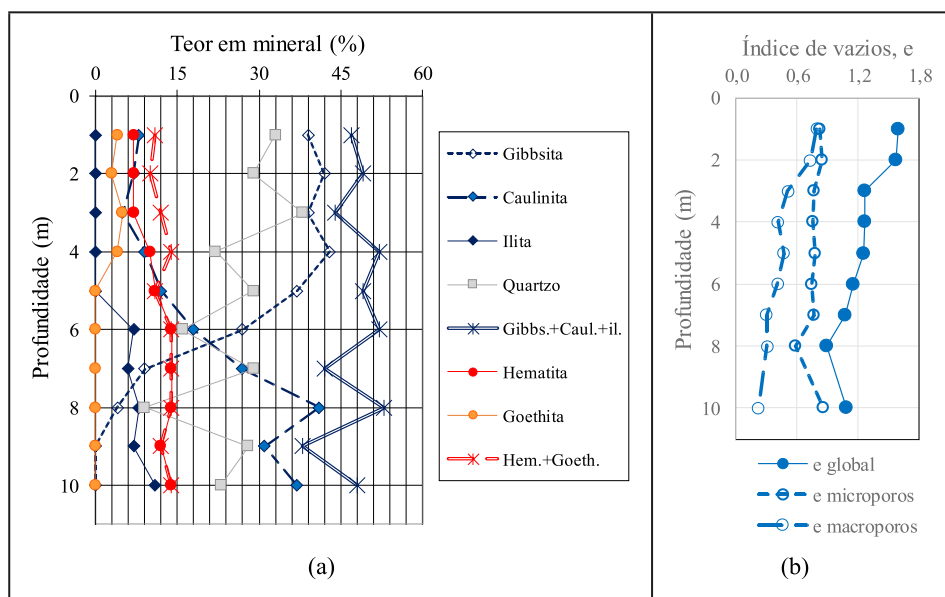 Teor em mineral (%)
0 15 30 45 60
0
2
4
6
8
10
Profundidade (m)
Gibbsita
Caulinita
Ilita
Quartzo
Gibbs.+Caul.+il.
Hematita
Goethita
Hem.+Goeth.
(a)
Índice de vazios, e
0,0 0,6 1,2 1,8
0
2
4
6
8
10
Profundidade (m)
e global
e microporos
e macroporos
(b)